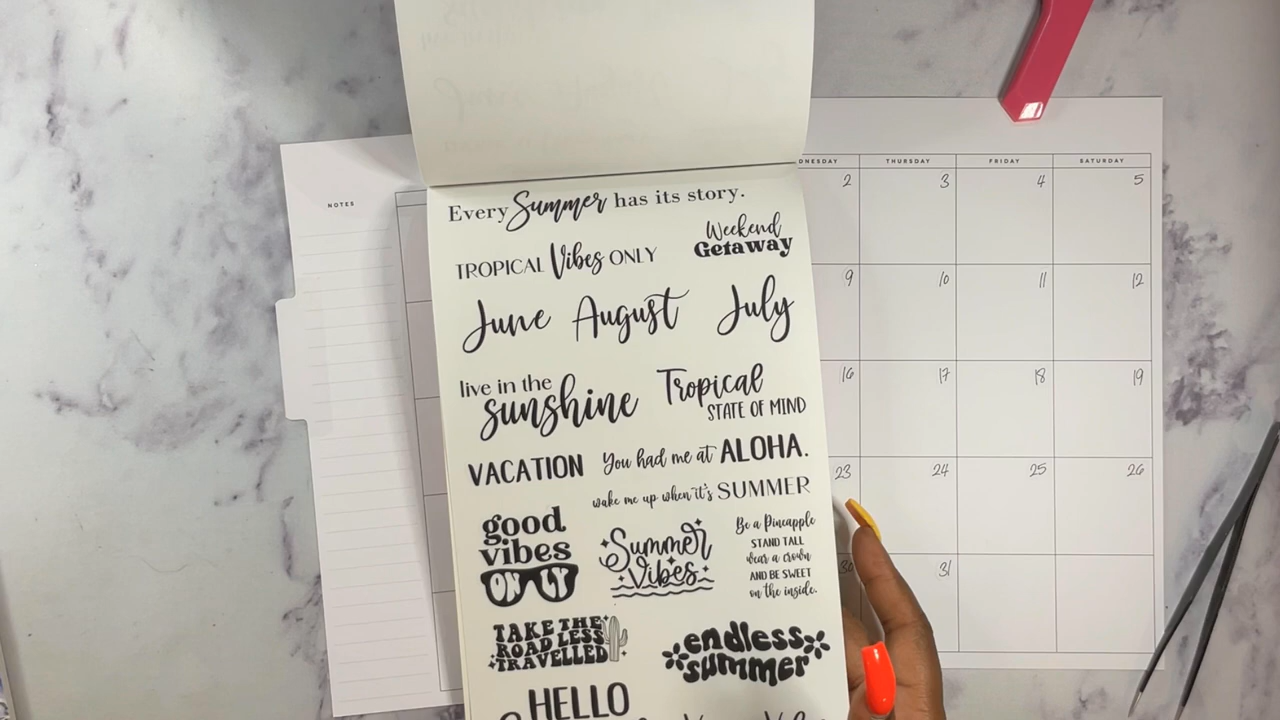 Every Summer has its story.
TROPICAL Vibes ONLY
Weekend
Getaway
June August July
live in the
sunshine
Tropical
STATE OF MIND
VACATION
You had me at ALOHA.
wake me up when it's SUMMER
good
vibes
ONLY
Summer
Vibes
Be a Pineapple
STAND TALL
wear a crown
AND BE SWEET
on the inside.
TAKE THE
ROAD LESS
TRAVELLED
endless
summer
HELLO
NOTES
DNESDAY THURSDAY FRIDAY SATURDAY
2 3 4 5
9 10 11 12
16 17 18 19
23 24 25 26
30 31